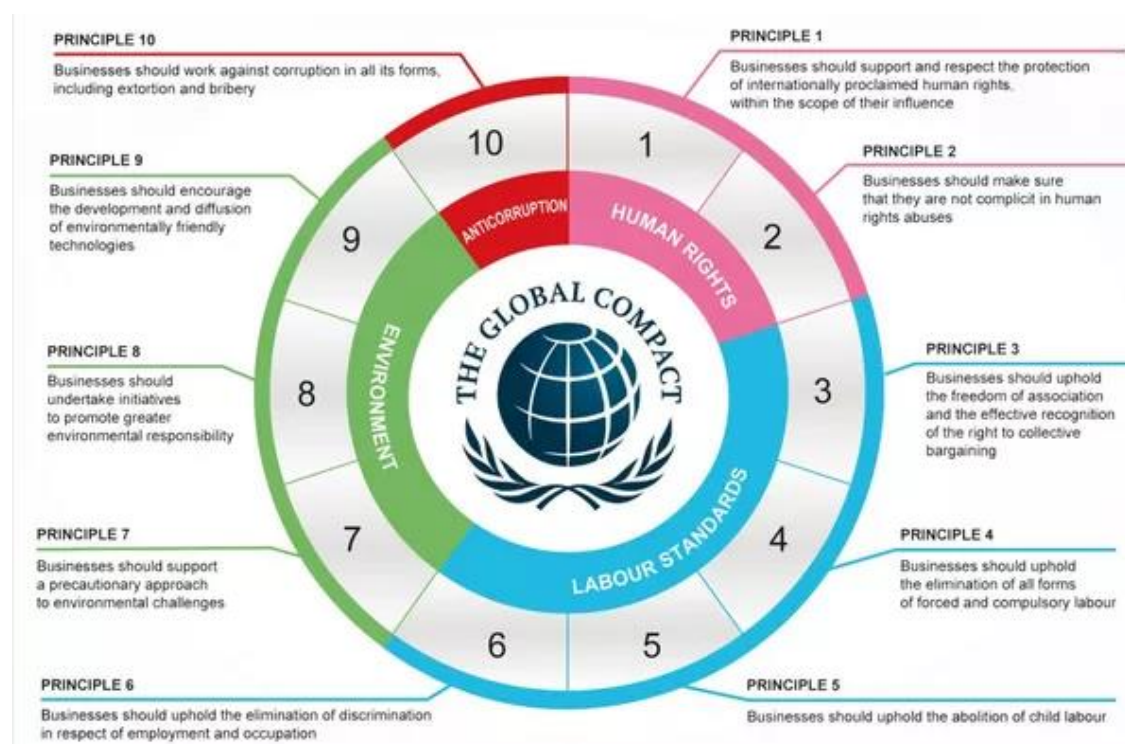 PRINCIPLE 10
Businesses should work against corruption in all its forms,
including extortion and bribery
PRINCIPLE 1
Businesses should support and respect the protection
of internationally proclaimed human rights,
within the scope of their influence
PRINCIPLE 9
Businesses should encourage
the development and diffusion
of environmentally friendly
technologies
PRINCIPLE 2
Businesses should make sure
that they are not complicit in human
rights abuses
PRINCIPLE 8
Businesses should
undertake initiatives
to promote greater
environmental responsibility
PRINCIPLE 3
Businesses should uphold
the freedom of association
and the effective recognition
of the right to collective
bargaining
PRINCIPLE 7
Businesses should support
a precautionary approach
to environmental challenges
PRINCIPLE 4
Businesses should uphold
the elimination of all forms
of forced and compulsory labour
PRINCIPLE 6
Businesses should uphold the elimination of discrimination
in respect of employment and occupation
PRINCIPLE 5
Businesses should uphold the abolition of child labour
10
1
9
2
8
3
7
4
6
5
ANTICORRUPTION
HUMAN RIGHTS
ENVIRONMENT
LABOUR STANDARDS
THE GLOBAL COMPACT